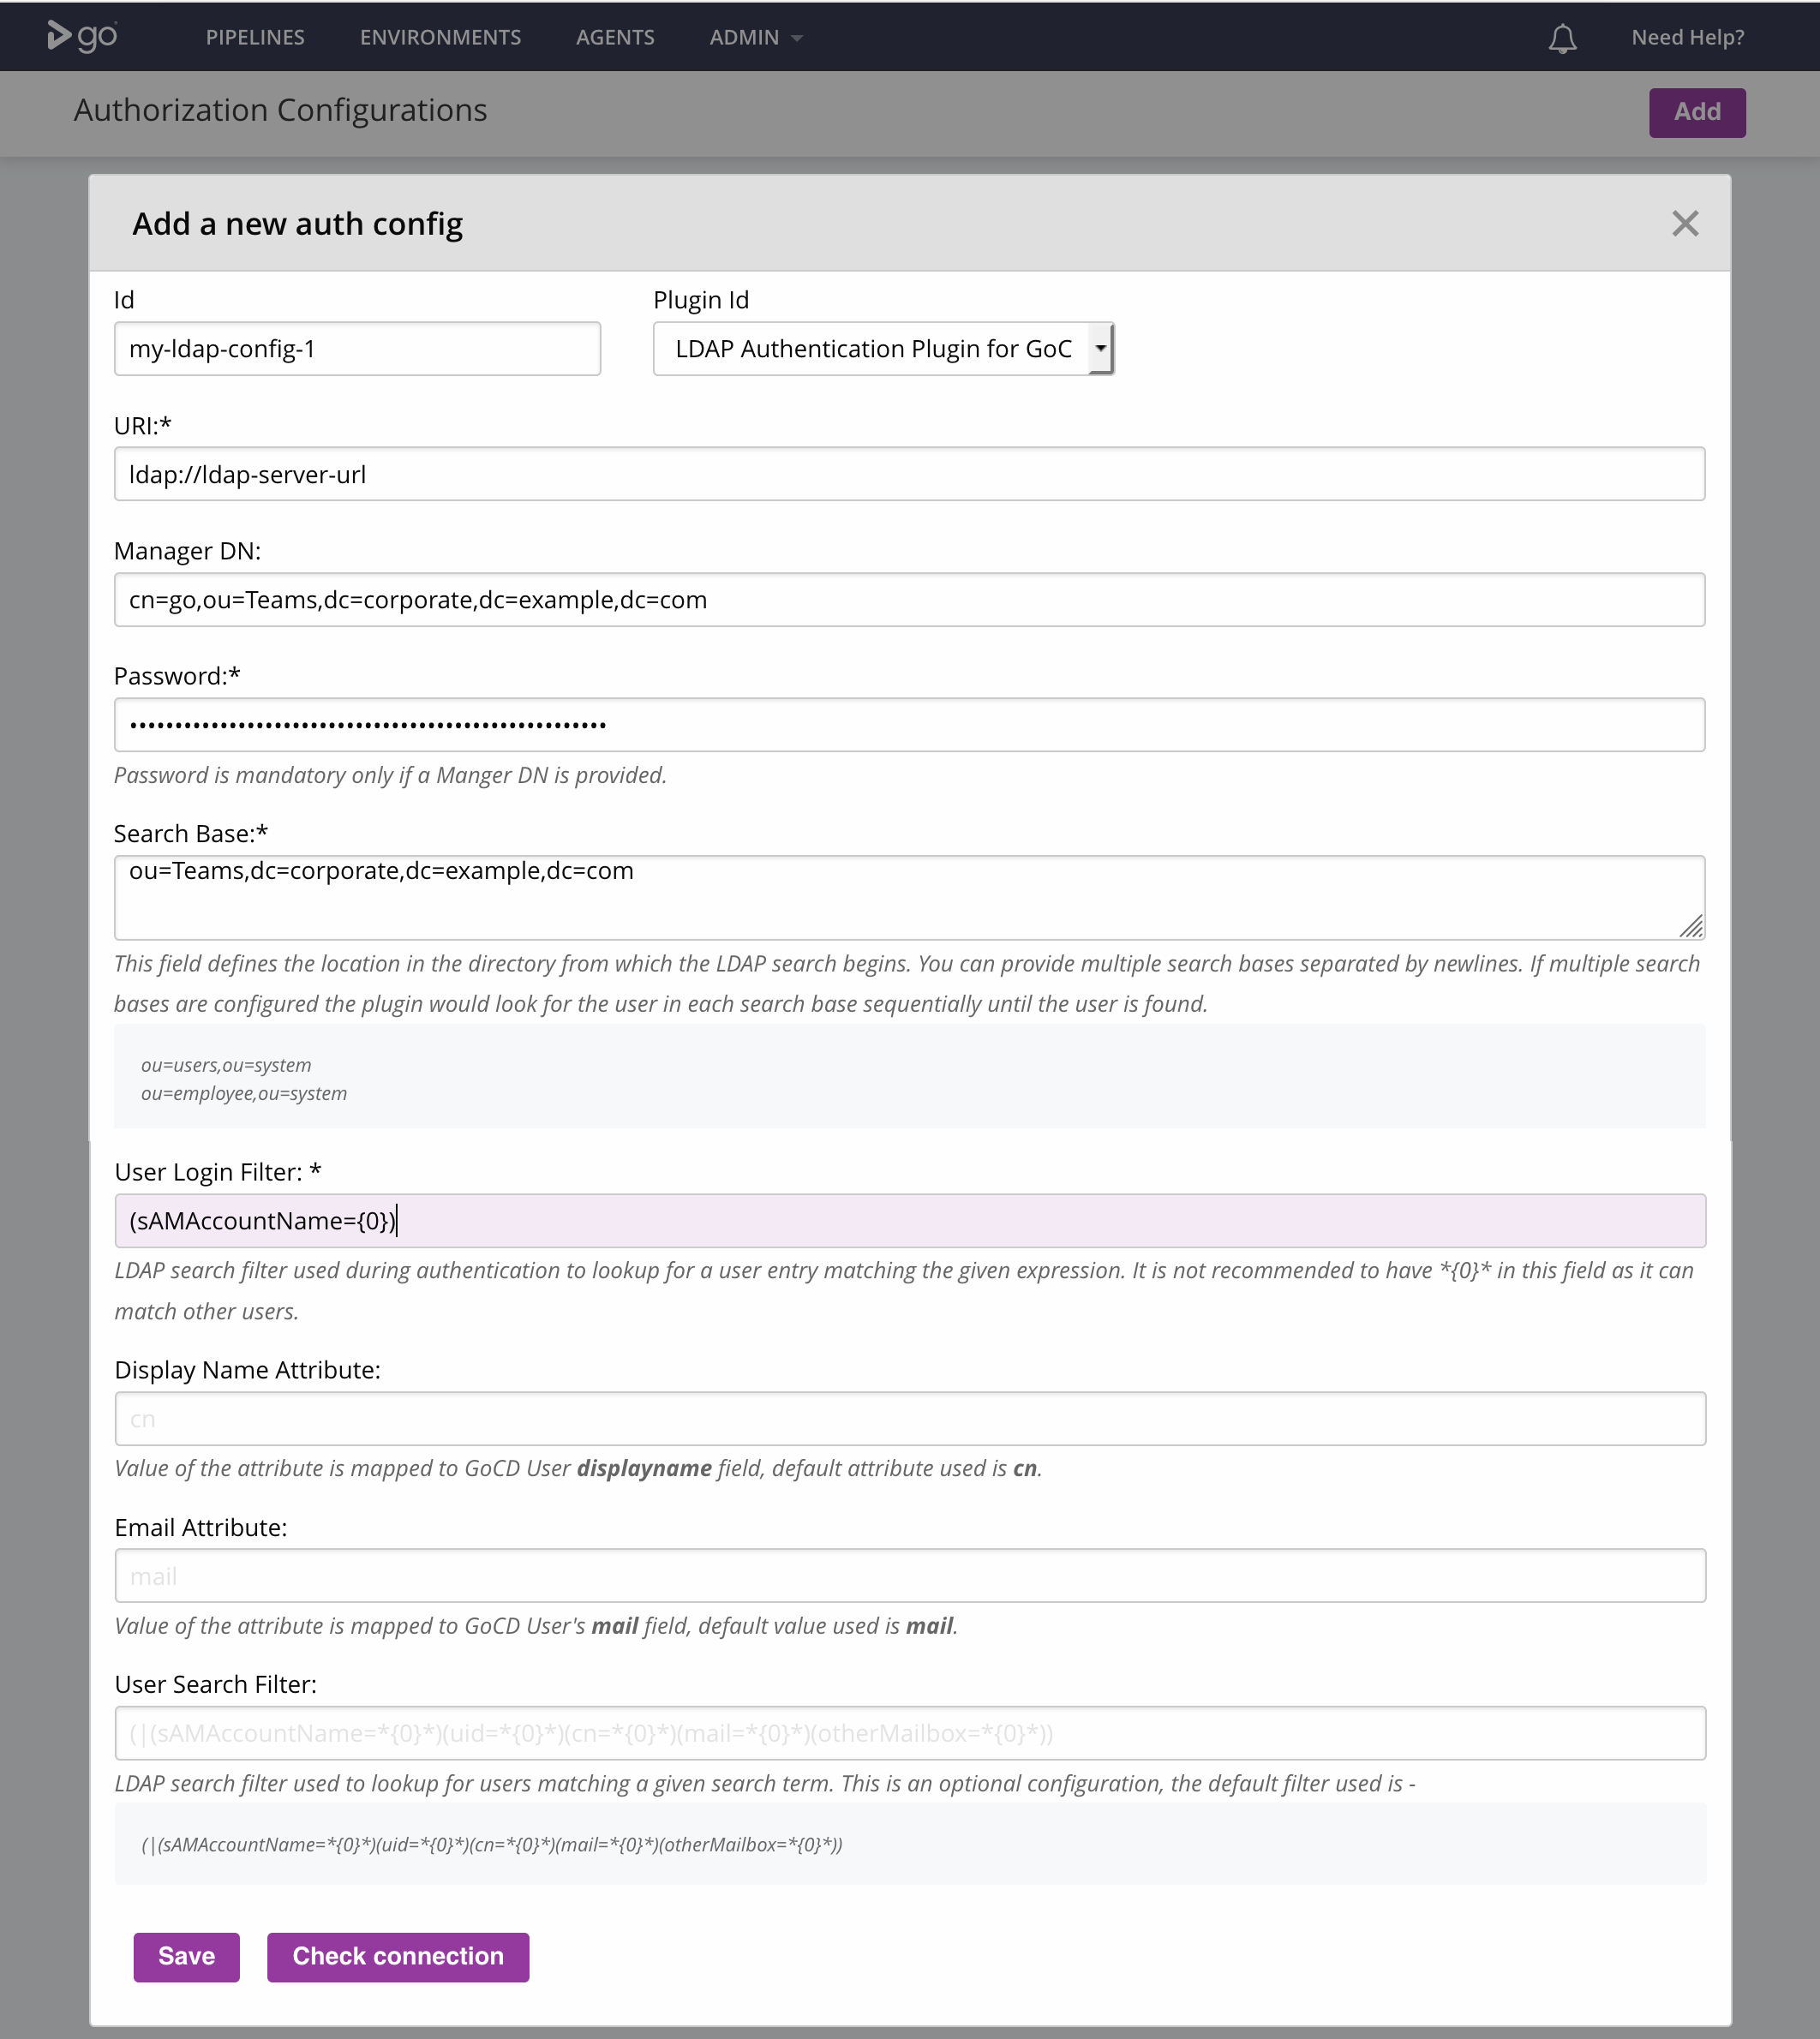 go
PIPELINES ENVIRONMENTS AGENTS ADMIN Need Help?
Authorization Configurations Add
Add a new auth config
Id Plugin Id
my-ldap-config-1 LDAP Authentication Plugin for GoC
URI:*
ldap://ldap-server-url
Manager DN:
cn=go,ou=Teams,dc=corporate,dc=example,dc=com
Password:*
Password is mandatory only if a Manger DN is provided.
Search Base:*
ou=Teams,dc=corporate,dc=example,dc=com
This field defines the location in the directory from which the LDAP search begins. You can provide multiple search bases separated by newlines. If multiple search
bases are configured the plugin would look for the user in each search base sequentially until the user is found.
ou=users,ou=system
ou=employee,ou=system
User Login Filter: *
(sAMAccountName={0})
LDAP search filter used during authentication to lookup for a user entry matching the given expression. It is not recommended to have *{0}* in this field as it can
match other users.
Display Name Attribute:
cn
Value of the attribute is mapped to GoCD User displayname field, default attribute used is cn.
Email Attribute:
mail
Value of the attribute is mapped to GoCD User's mail field, default value used is mail.
User Search Filter:
(|(sAMAccountName=*{0}*)(uid=*{0}*)(cn=*{0}*)(mail=*{0}*)(otherMailbox=*{0}*))
LDAP search filter used to lookup for users matching a given search term. This is an optional configuration, the default filter used is -
(|(sAMAccountName=*{0}*)(uid=*{0}*)(cn=*{0}*)(mail=*{0}*)(otherMailbox=*{0}*))
Save Check connection